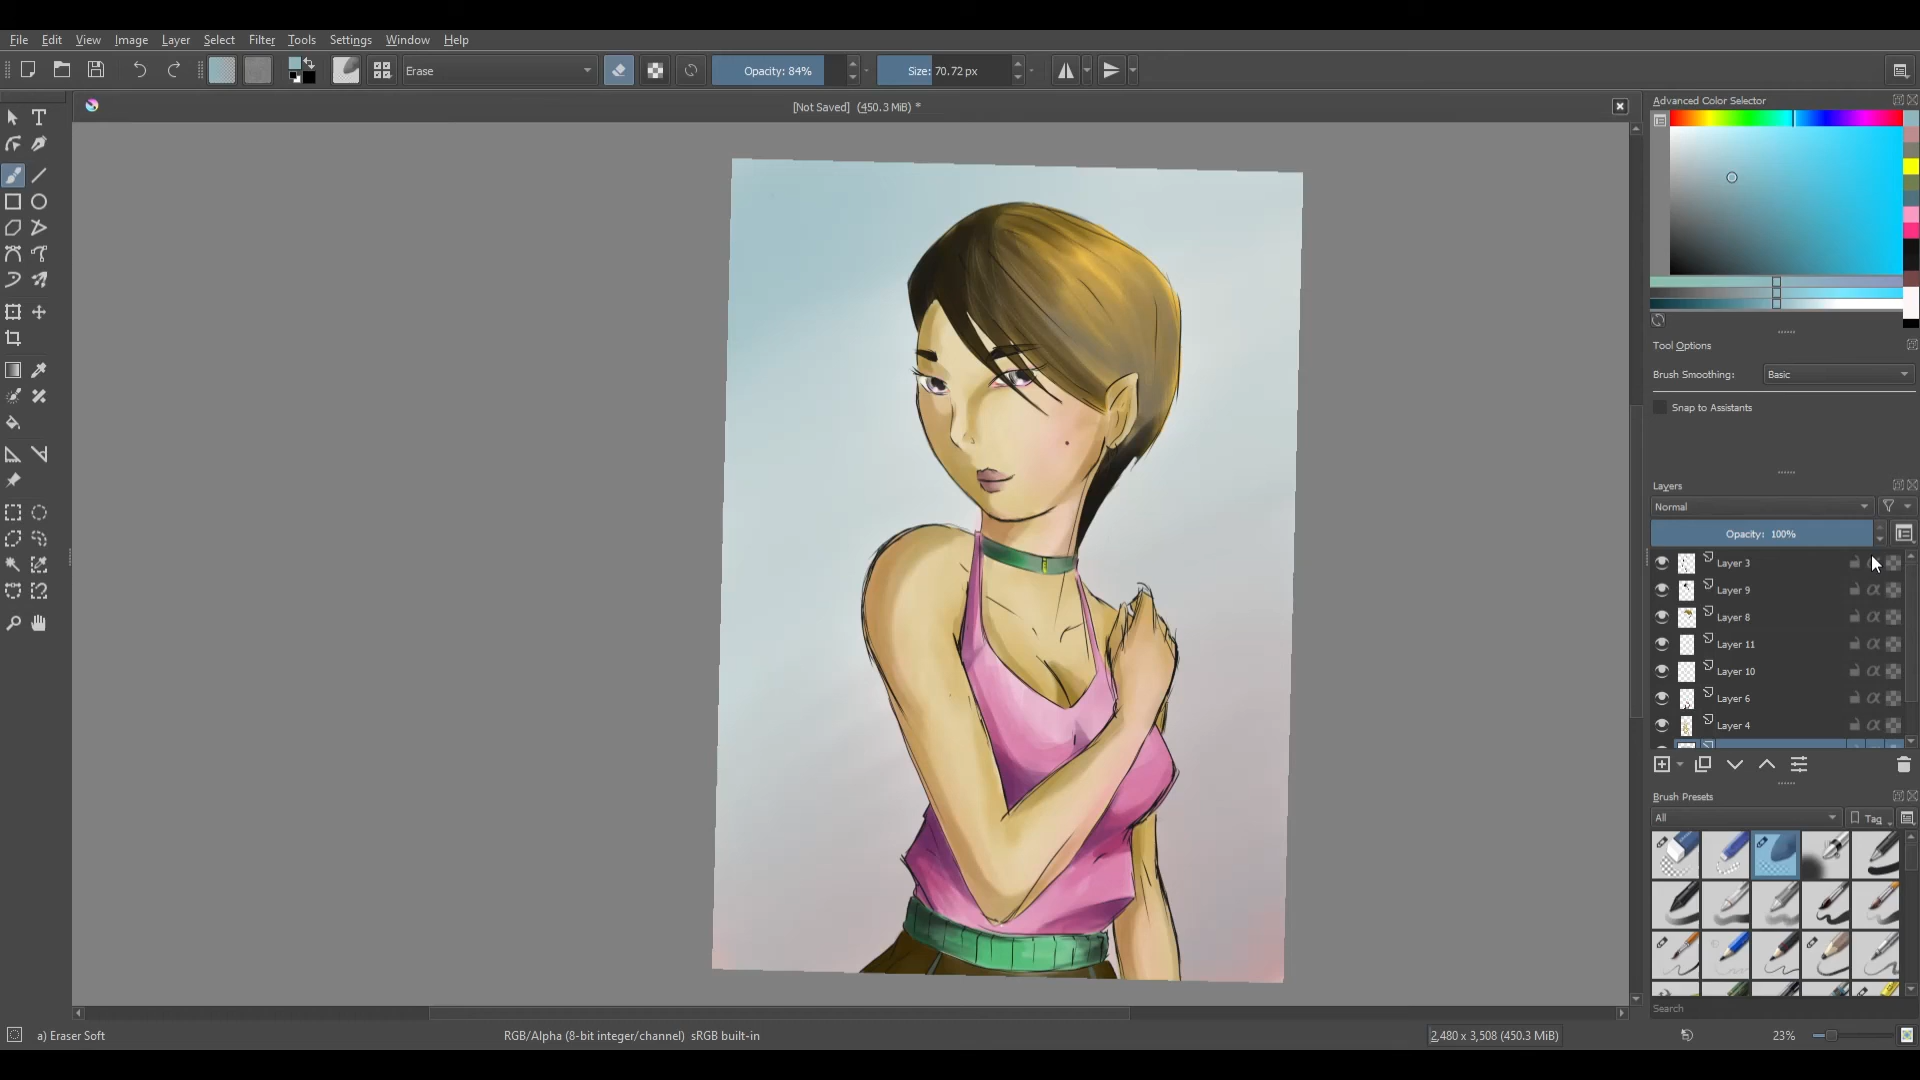 File Edit View Image Layer Select Filter Tools Settings Window Help
Erase Opacity: 84% Size: 70.72 px
[Not Saved] (450.3 MiB) *
Advanced Color Selector
Tool Options
Brush Smoothing: Basic
Snap to Assistants
Layers
Normal
Opacity: 100%
Layer 3
Layer 9
Layer 8
Layer 11
Layer 10
Layer 6
Layer 4
Brush Presets
All Tag
Search
a) Eraser Soft RGB/Alpha (8-bit integer/channel) sRGB built-in 2,480 x 3,508 (450.3 MiB) 23%